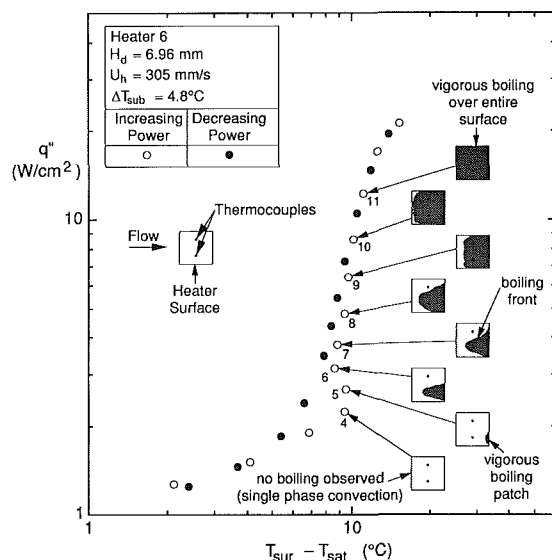 Heater 6
H_d = 6.96 mm
U_h = 305 mm/s
ΔT_sub = 4.8°C
Increasing Power
Decreasing Power
vigorous boiling
over entire
surface
q"
(W/cm²)
10
1
Thermocouples
Flow
Heater
Surface
11
10
9
8
7
6
5
4
boiling
front
no boiling observed
(single phase convection)
vigorous
boiling
patch
1
10
T_sur – T_sat (°C)